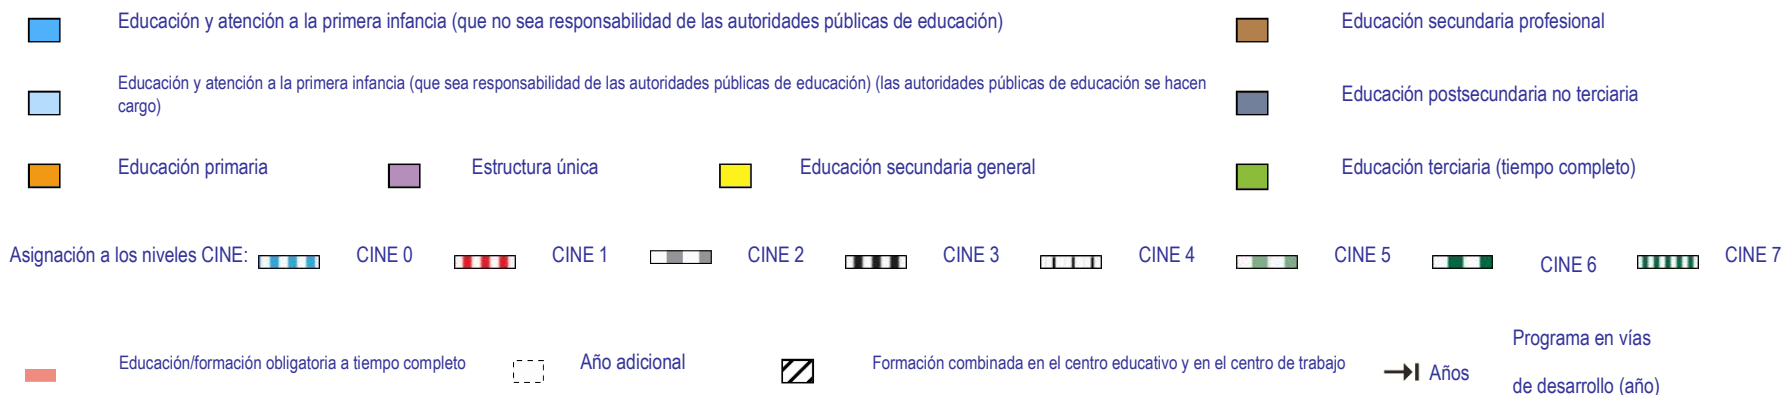 Educación y atención a la primera infancia (que no sea responsabilidad de las autoridades públicas de educación)
Educación secundaria profesional
Educación y atención a la primera infancia (que sea responsabilidad de las autoridades públicas de educación) (las autoridades públicas de educación se hacen
cargo)
Educación postsecundaria no terciaria
Educación primaria
Estructura única
Educación secundaria general
Educación terciaria (tiempo completo)
Asignación a los niveles CINE: CINE 0 CINE 1 CINE 2 CINE 3 CINE 4 CINE 5 CINE 6 CINE 7
Educación/formación obligatoria a tiempo completo
Año adicional
Formación combinada en el centro educativo y en el centro de trabajo
Años
Programa en vías
de desarrollo (año)